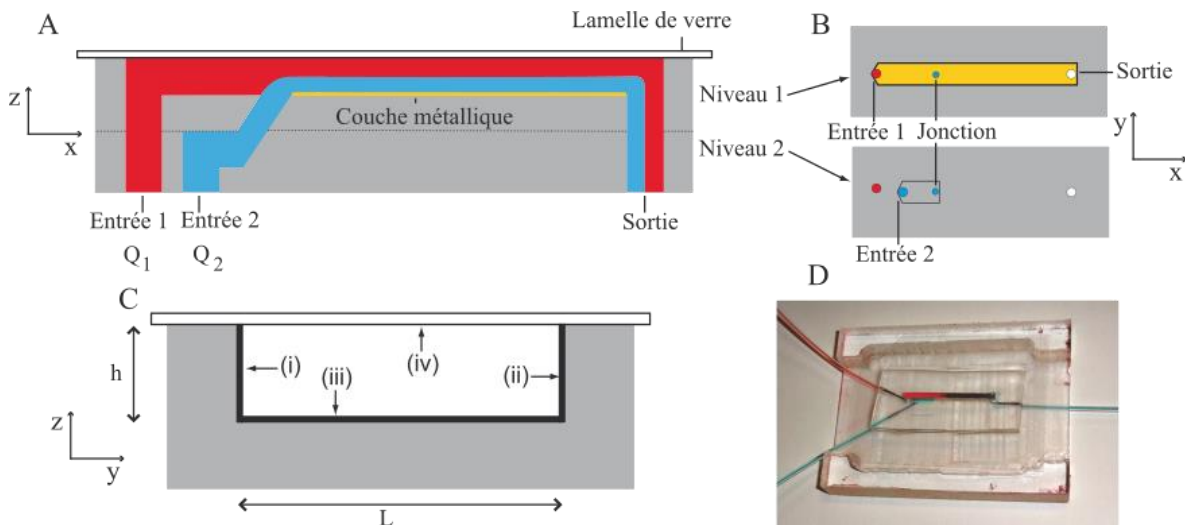 A
Lamelle de verre
z
x
Couche métallique
Entrée 1
Entrée 2
Sortie
Q1
Q2
B
Niveau 1
Sortie
Entrée 1
Jonction
Niveau 2
Entrée 2
y
x
C
h
(i)
(iii)
(iv)
(ii)
z
y
L
D